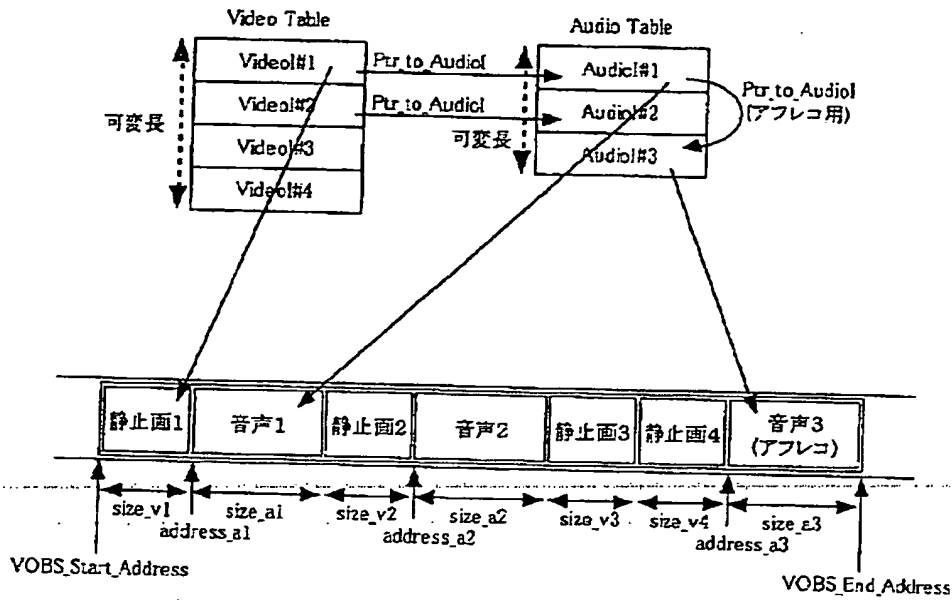 Video Table
Audio Table
VideoI#1
VideoI#2
VideoI#3
VideoI#4
可変長
Ptr_to_AudioI
Ptr_to_AudioI
AudioI#1
AudioI#2
AudioI#3
可変長
Ptr_to_AudioI
(アフレコ用)
静止画1
音声1
静止画2
音声2
静止画3
静止画4
音声3
(アフレコ)
size_v1
size_a1
size_v2
size_a2
size_v3
size_v4
size_a3
address_a1
address_a2
address_a3
VOBS_Start_Address
VOBS_End_Address